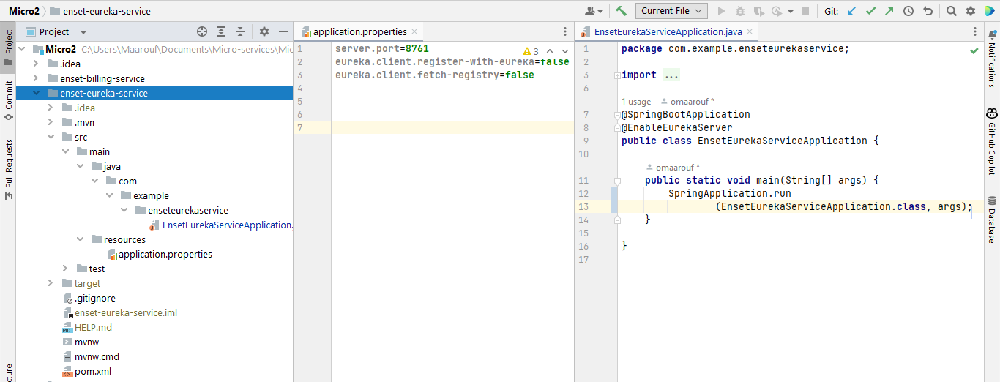 Micro2 enset-eureka-service
Current File
Git:
Project
Commit
Pull Requests
cture
Project
Micro2 C:\Users\Maarouf\Documents\Micro-services\Mic
.idea
enset-billing-service
enset-eureka-service
.idea
.mvn
src
main
java
com
example
enseteurekaservice
EnsetEurekaServiceApplication.
resources
application.properties
test
target
.gitignore
enset-eureka-service.iml
HELP.md
mvnw
mvnw.cmd
pom.xml
application.properties
3
1 server.port=8761
2 eureka.client.register-with-eureka=false
3 eureka.client.fetch-registry=false
4
5
6
7
EnsetEurekaServiceApplication.java
1 package com.example.enseteurekaservice;
2
3 import ...
6
1 usage omaarouf *
7 @SpringBootApplication
8 @EnableEurekaServer
9 public class EnsetEurekaServiceApplication {
10
omaarouf *
11 public static void main(String[] args) {
12 SpringApplication.run
13 (EnsetEurekaServiceApplication.class, args);
14 }
15
16 }
17
Notifications
GitHub Copilot
Database